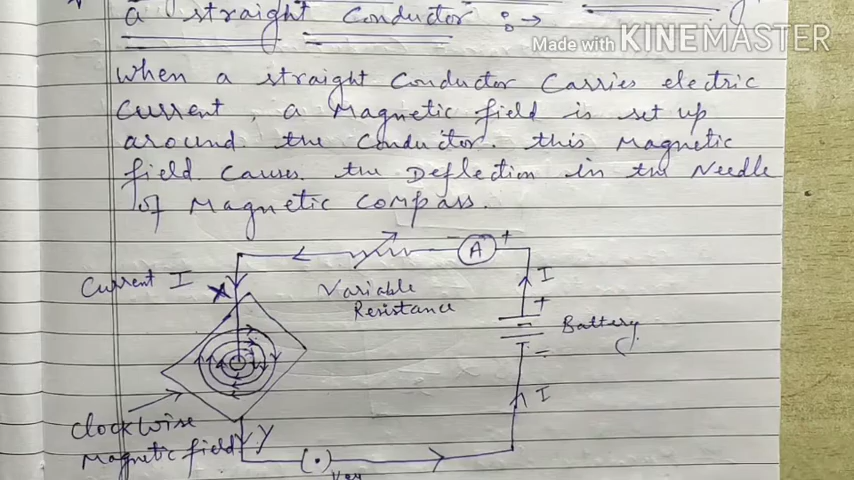 a straight Conductor :→
Made with KINEMASTER
When a straight Conductor Carries electric
Current, a Magnetic field is set up
around the Conductor. this Magnetic
field Causes the Deflection in the Needle
of Magnetic Compass.
A +
Current I
X
Variable
Resistance
I
+
Battery
-
I
Clockwise
Magnetic field
Y
(•)
Key